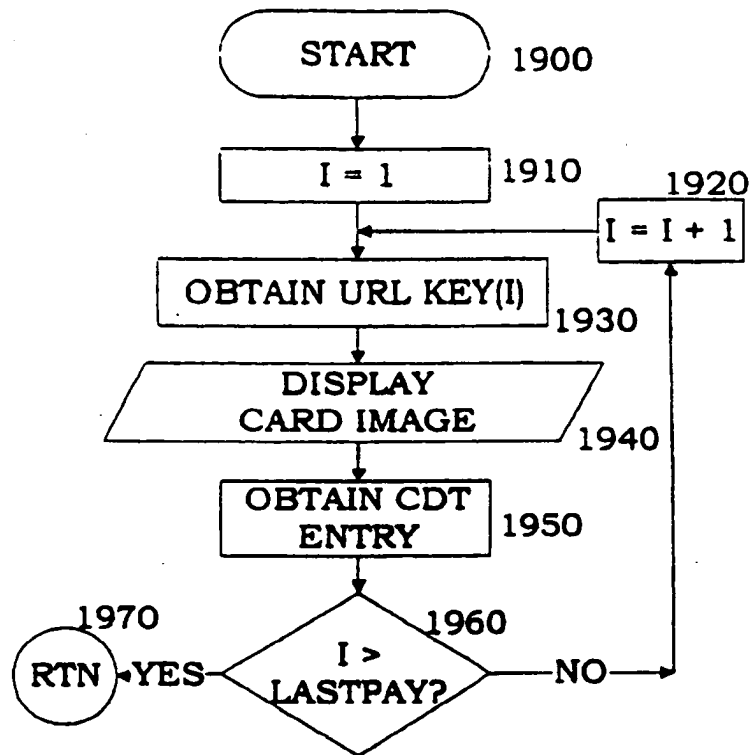 START
1900
I = 1
1910
1920
I = I + 1
OBTAIN URL KEY(I)
1930
DISPLAY
CARD IMAGE
1940
OBTAIN CDT
ENTRY
1950
1970
1960
RTN
YES
I >
LASTPAY?
NO